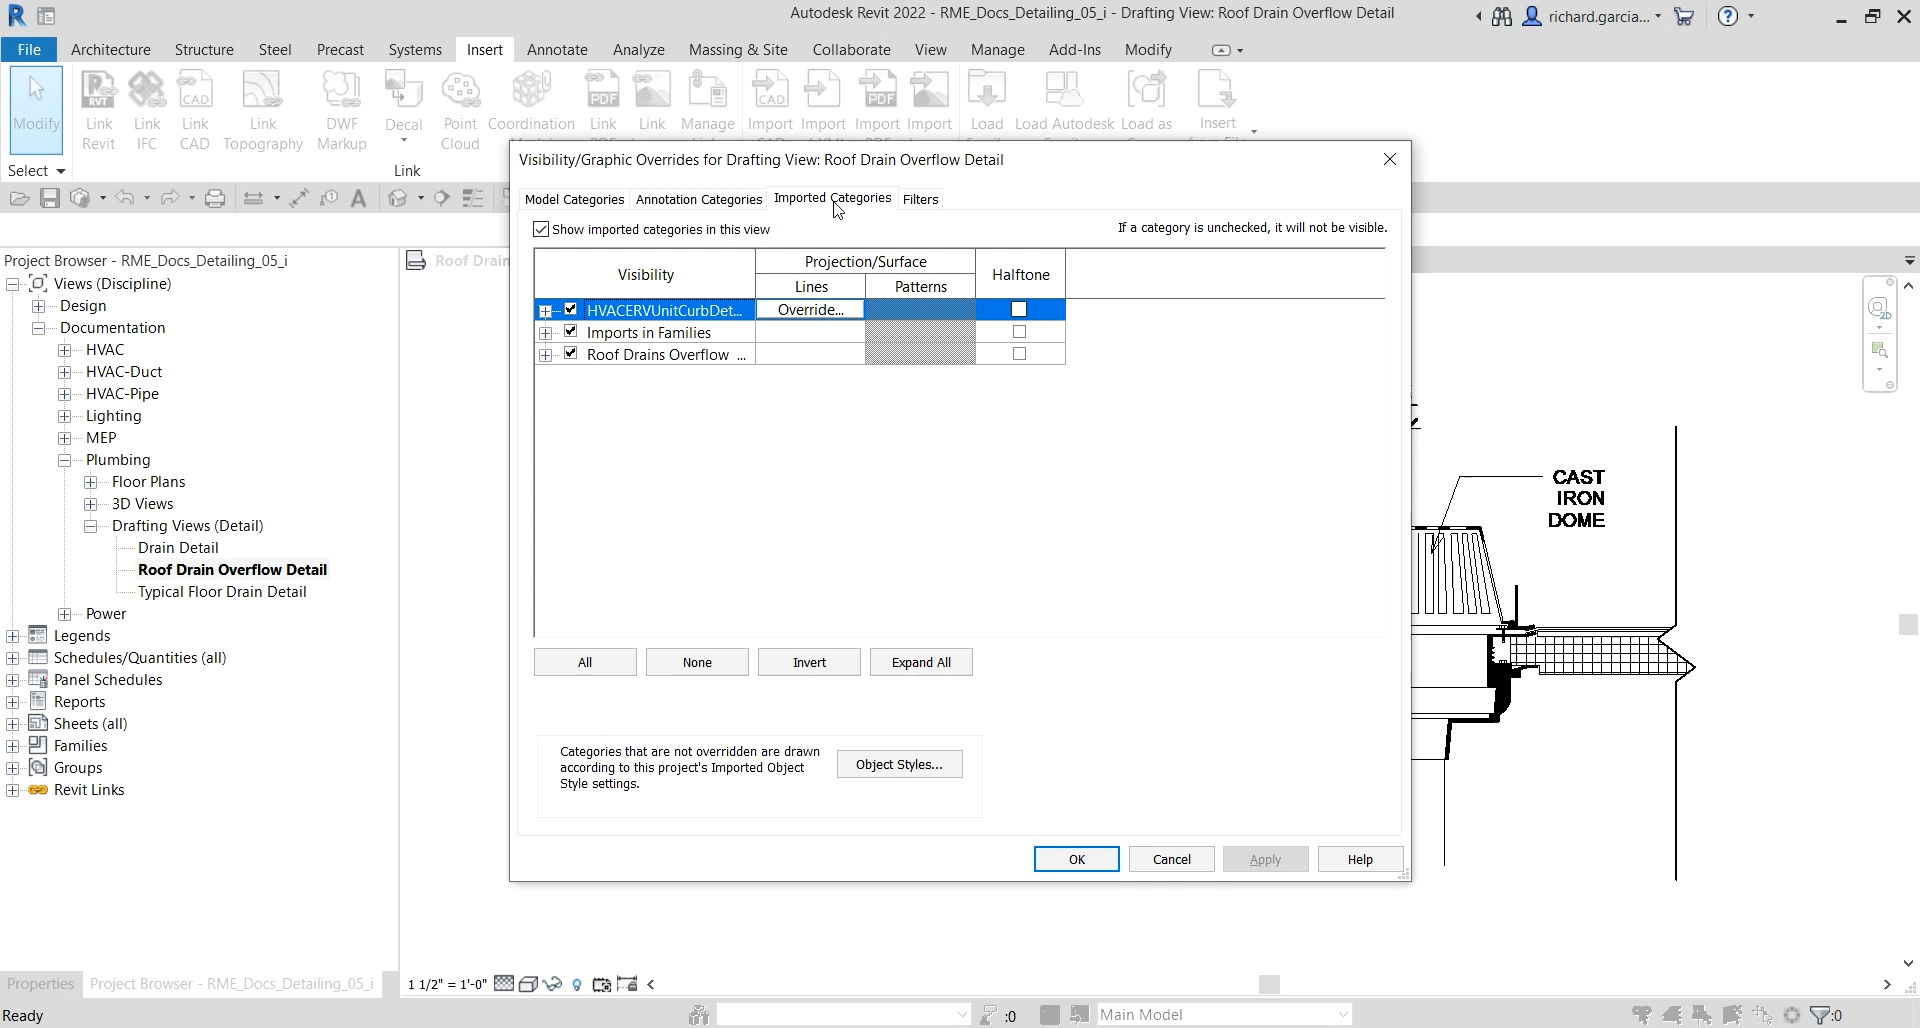 Autodesk Revit 2022 - RME_Docs_Detailing_05_i - Drafting View: Roof Drain Overflow Detail
richard.garcia...
File Architecture Structure Steel Precast Systems Insert Annotate Analyze Massing & Site Collaborate View Manage Add-Ins Modify
Modify
Link Revit
Link IFC
Link CAD
Link Topography
DWF Markup
Decal
Point Cloud
Coordination
Link
Link
Manage
Import
Import
Import
Import
Load
Load Autodesk
Load as
Insert
Select
Link
Visibility/Graphic Overrides for Drafting View: Roof Drain Overflow Detail
Model Categories Annotation Categories Imported Categories Filters
Show imported categories in this view
If a category is unchecked, it will not be visible.
Visibility
Projection/Surface
Halftone
Lines
Patterns
HVACERVUnitCurbDet...
Override...
Imports in Families
Roof Drains Overflow ...
All
None
Invert
Expand All
Categories that are not overridden are drawn
according to this project's Imported Object
Style settings.
Object Styles...
OK
Cancel
Apply
Help
Project Browser - RME_Docs_Detailing_05_i
Views (Discipline)
Design
Documentation
HVAC
HVAC-Duct
HVAC-Pipe
Lighting
MEP
Plumbing
Floor Plans
3D Views
Drafting Views (Detail)
Drain Detail
Roof Drain Overflow Detail
Typical Floor Drain Detail
Power
Legends
Schedules/Quantities (all)
Panel Schedules
Reports
Sheets (all)
Families
Groups
Revit Links
Roof Drain
CAST
IRON
DOME
Properties
Project Browser - RME_Docs_Detailing_05_i
1 1/2" = 1'-0"
Ready
:0
Main Model
:0